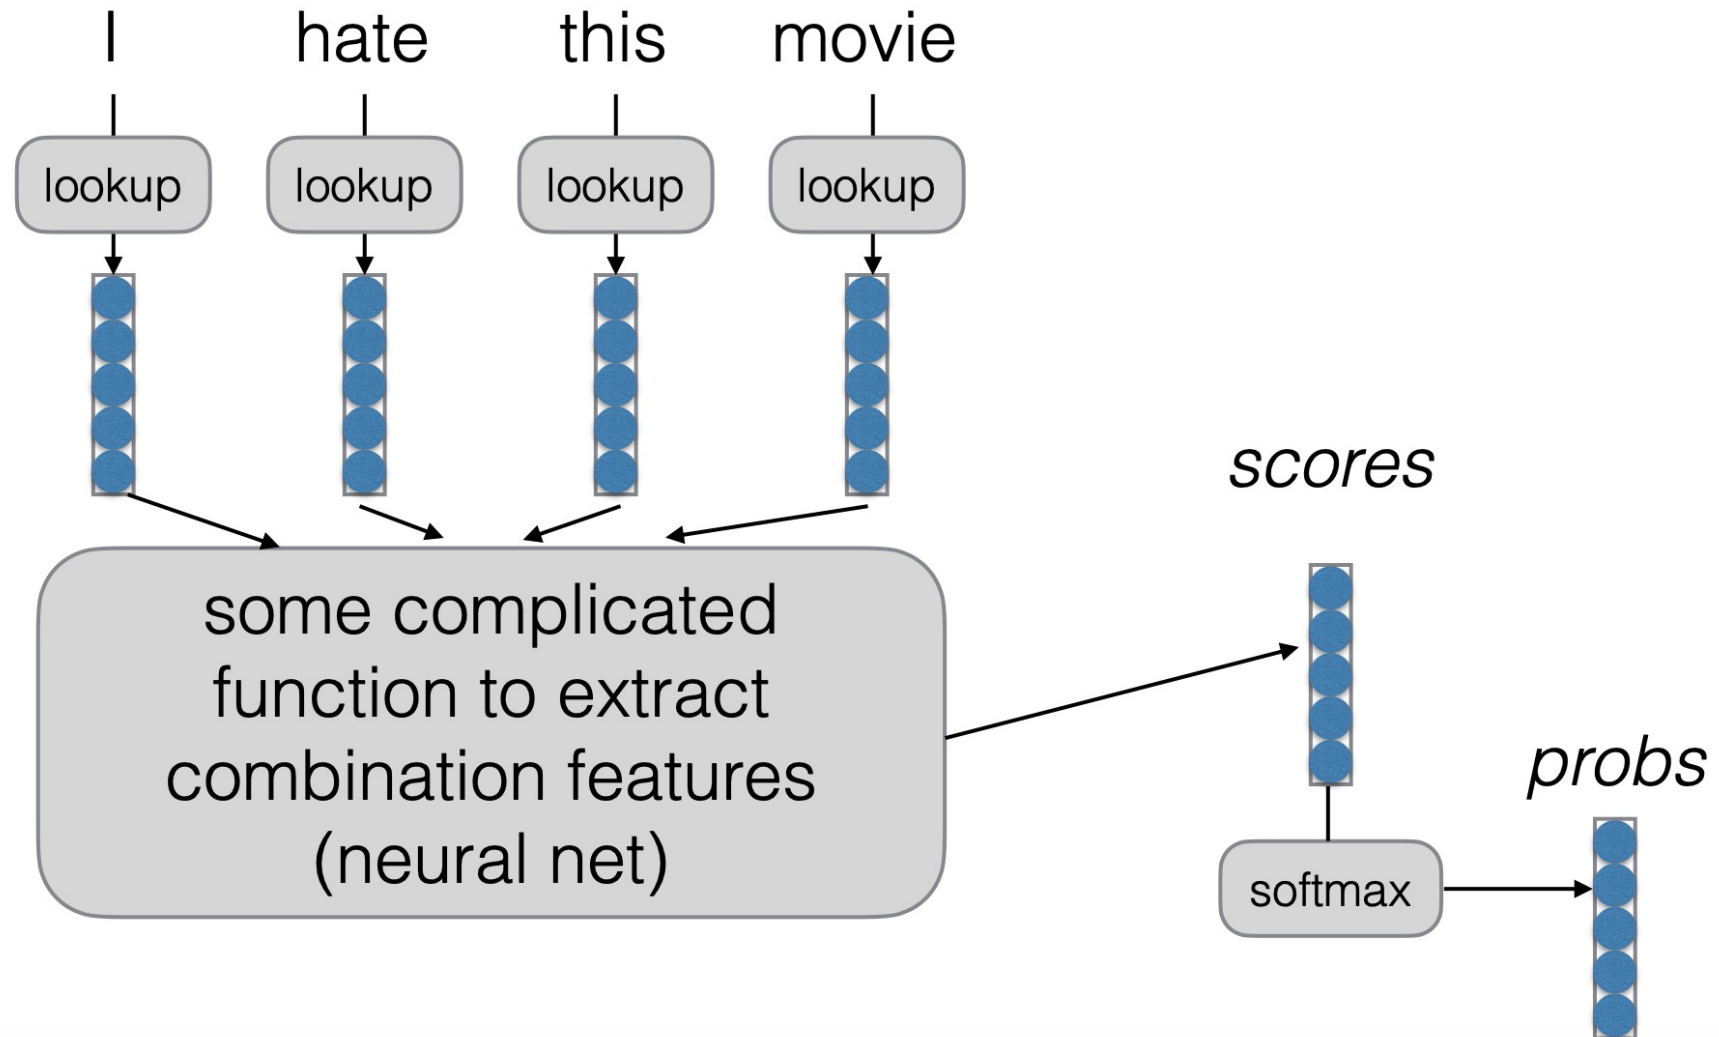 I hate this movie
lookup lookup lookup lookup
some complicated
function to extract
combination features
(neural net)
scores
softmax
probs